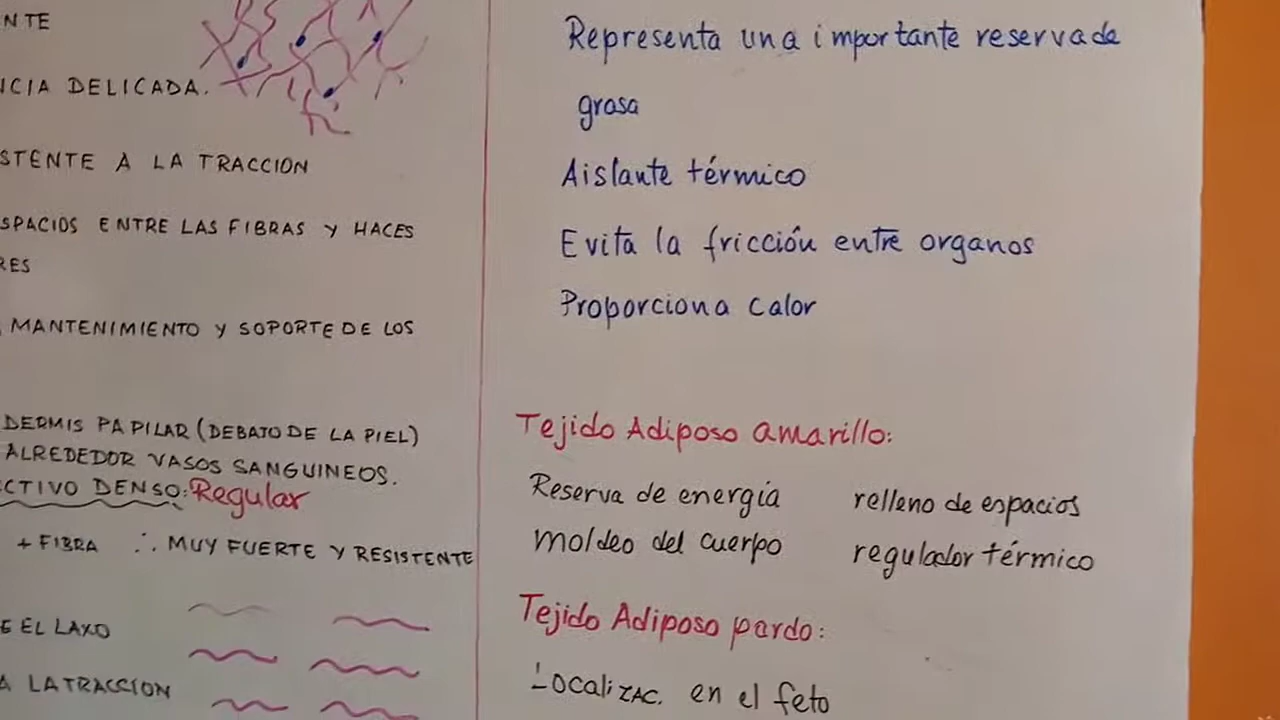 NTE
NCIA DELICADA.
STENTE A LA TRACCION
SPACIOS ENTRE LAS FIBRAS Y HACES
RES
MANTENIMIENTO Y SOPORTE DE LOS
DERMIS PAPILAR (DEBAJO DE LA PIEL)
ALREDEDOR VASOS SANGUINEOS.
CTIVO DENSO: Regular
+ FIBRA ∴ MUY FUERTE Y RESISTENTE
E EL LAXO
A LA TRACCION
Representa una importante reserva de
grasa
Aislante térmico
Evita la fricción entre organos
Proporciona calor
Tejido Adiposo amarillo:
Reserva de energía relleno de espacios
moldeo del cuerpo regulador térmico
Tejido Adiposo pardo:
Localizac. en el feto